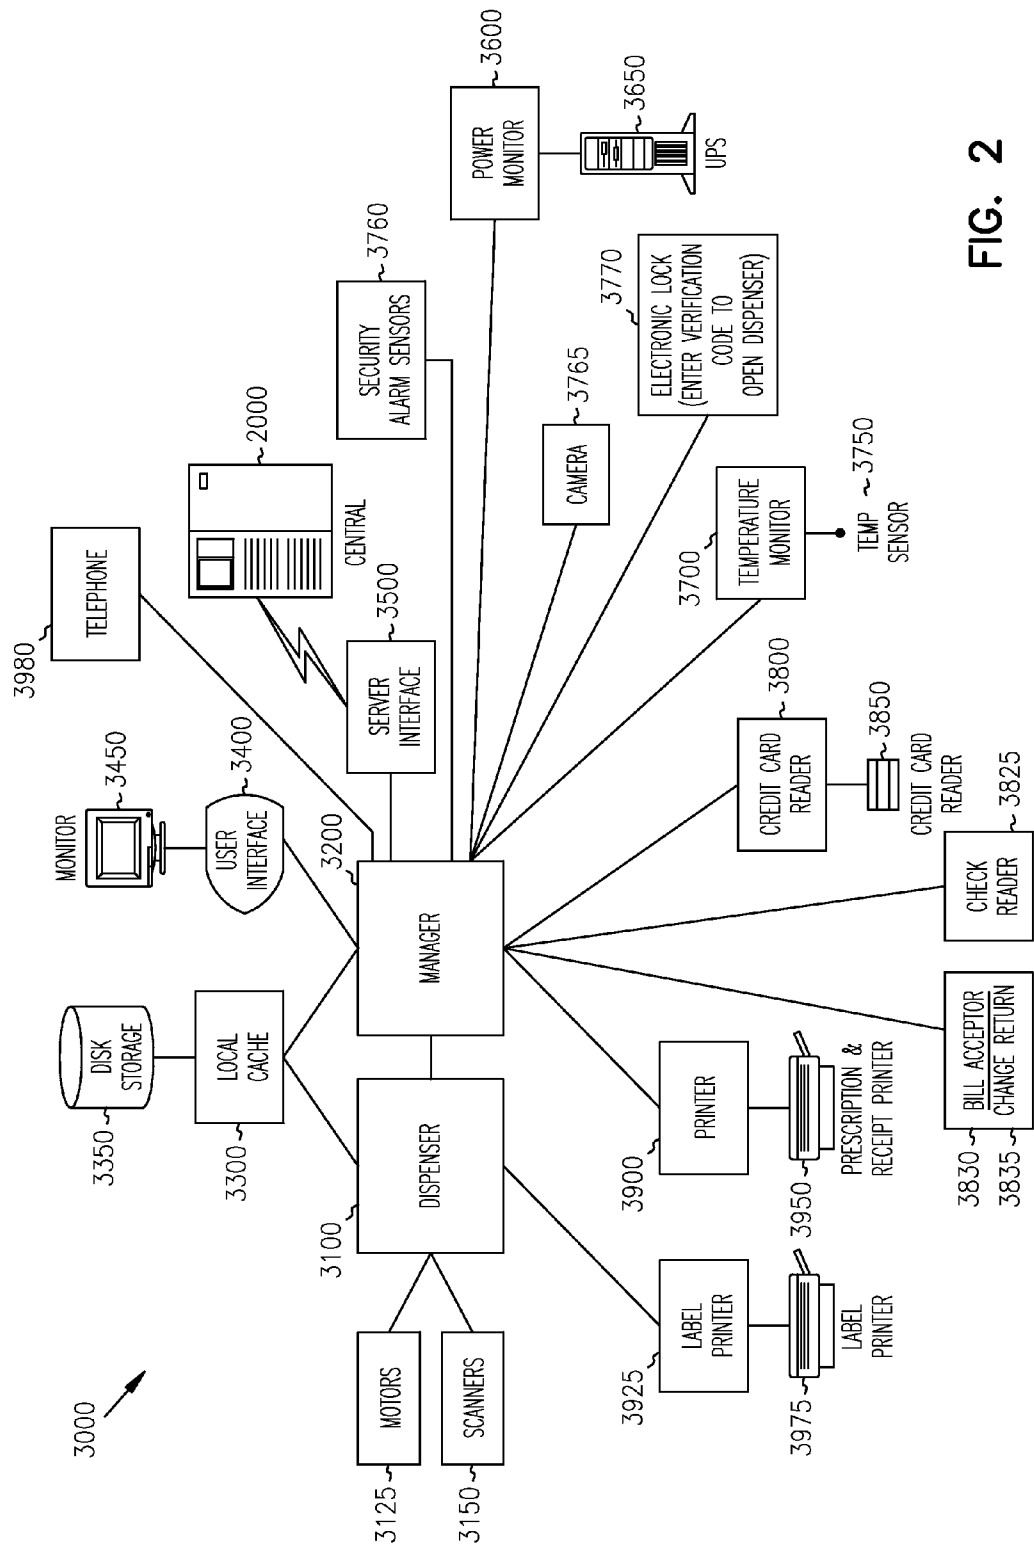 3000
3350
DISK
STORAGE
3300
LOCAL
CACHE
MONITOR
3450
USER
INTERFACE
3400
3980
TELEPHONE
2000
CENTRAL
SERVER
INTERFACE
3500
3760
SECURITY
ALARM SENSORS
POWER
MONITOR
3600
3650
UPS
3125
MOTORS
3150
SCANNERS
3100
DISPENSER
3200
MANAGER
CAMERA
3765
ELECTRONIC LOCK
(ENTER VERIFICATION
CODE TO
OPEN DISPENSER)
3770
3700
TEMPERATURE
MONITOR
TEMP
SENSOR
3750
3925
LABEL
PRINTER
3975
LABEL
PRINTER
3900
PRINTER
3950
PRESCRIPTION &
RECEIPT PRINTER
3830
BILL ACCEPTOR
3835
CHANGE RETURN
CHECK
READER
3825
CREDIT CARD
READER
3800
3850
CREDIT CARD
READER
FIG. 2